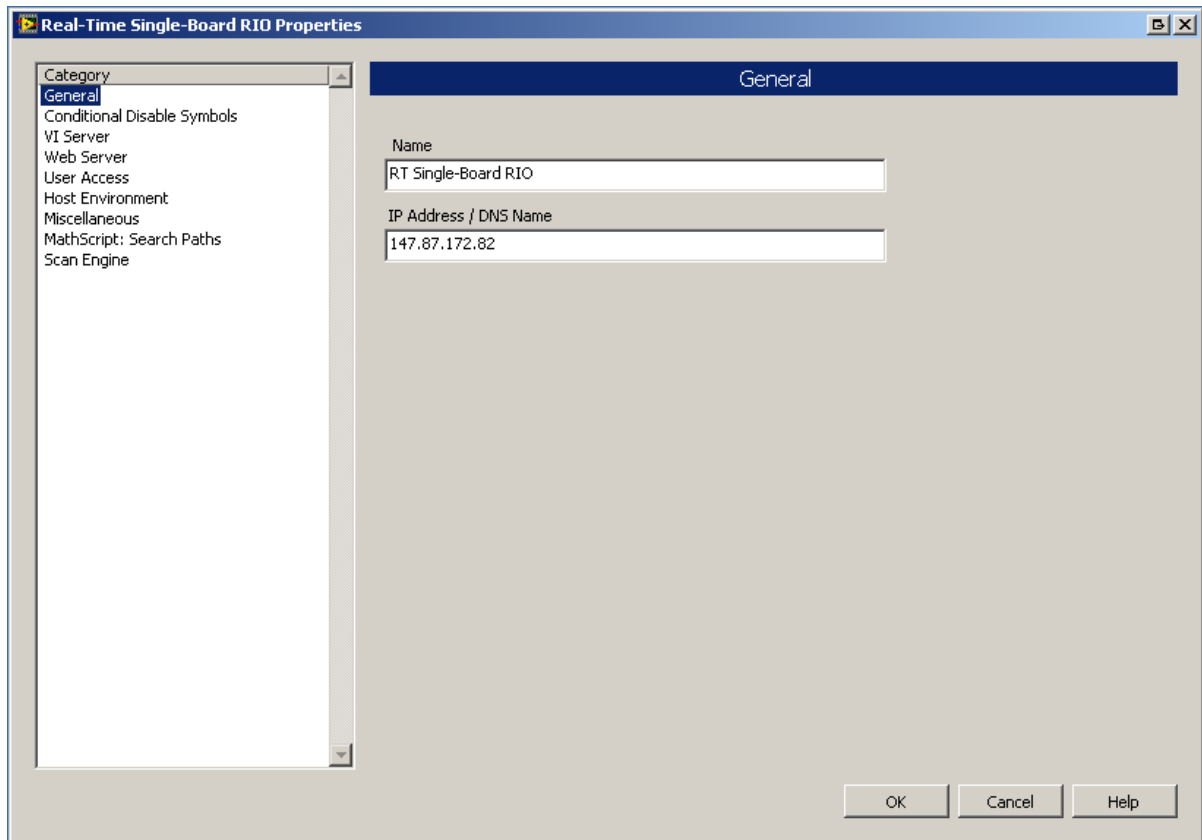 Real-Time Single-Board RIO Properties
Category
General
Conditional Disable Symbols
VI Server
Web Server
User Access
Host Environment
Miscellaneous
MathScript: Search Paths
Scan Engine
General
Name
RT Single-Board RIO
IP Address / DNS Name
147.87.172.82
OK Cancel Help